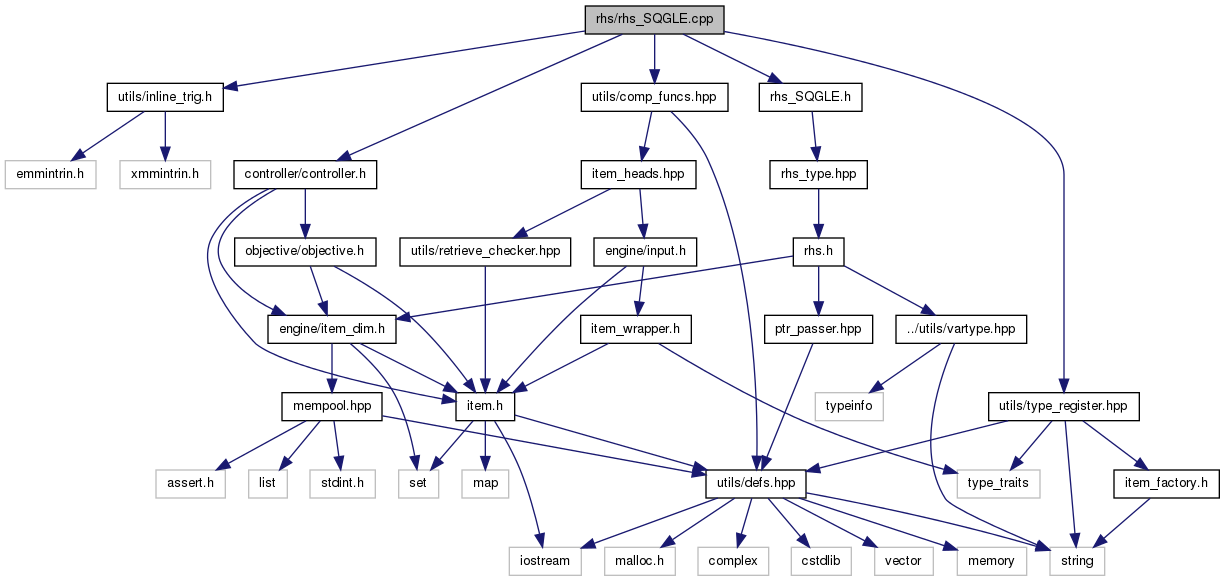 rhs/rhs_SQGLE.cpp
utils/inline_trig.h
utils/comp_funcs.hpp
rhs_SQGLE.h
emmintrin.h
xmmintrin.h
controller/controller.h
item_heads.hpp
rhs_type.hpp
objective/objective.h
utils/retrieve_checker.hpp
engine/input.h
rhs.h
engine/item_dim.h
item_wrapper.h
ptr_passer.hpp
../utils/vartype.hpp
mempool.hpp
item.h
typeinfo
utils/type_register.hpp
assert.h
list
stdint.h
set
map
utils/defs.hpp
type_traits
item_factory.h
iostream
malloc.h
complex
cstdlib
vector
memory
string